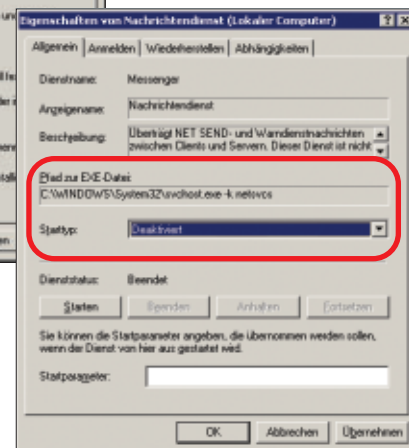 Eigenschaften von Nachrichtendienst (Lokaler Computer)
Allgemein Anmelden Wiederherstellen Abhängigkeiten
Dienstname: Messenger
Anzeigename: Nachrichtendienst
Beschreibung: Überträgt NET SEND- und Warndienstnachrichten
zwischen Clients und Servern. Dieser Dienst ist nicht
Pfad zur EXE-Datei:
C:\WINDOWS\System32\svchost.exe -k netsvcs
Starttyp: Deaktiviert
Dienststatus: Beendet
Starten Beenden Anhalten Fortsetzen
Sie können die Startparameter angeben, die übernommen werden sollen,
wenn der Dienst von hier aus gestartet wird.
Startparameter:
OK Abbrechen Übernehmen